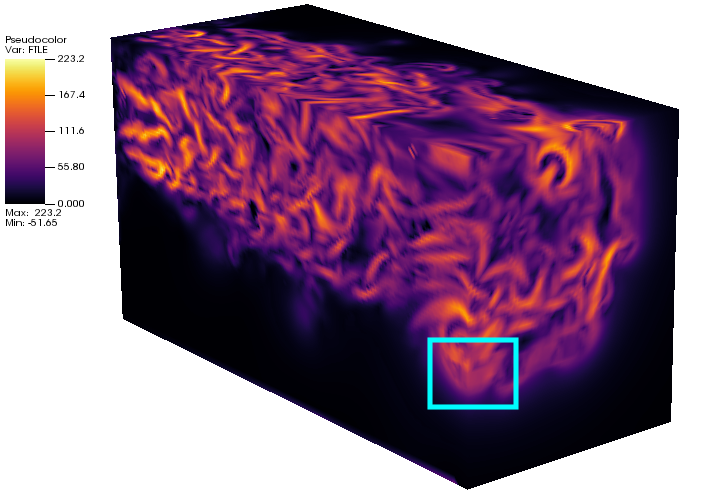 Pseudocolor
Var: FTLE
223.2
167.4
111.6
55.80
0.000
Max: 223.2
Min: -51.65